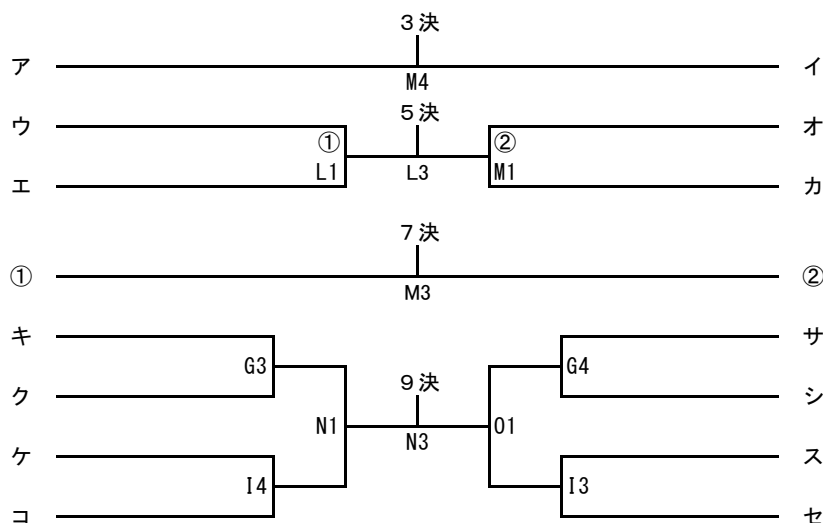 3決
ア イ
M4
ウ 5決 オ
① ②
L1 L3 M1
エ カ
7決
① ②
M3
キ サ
G3 G4
ク 9決 シ
N1 N3 O1
ケ ス
I4 I3
コ セ